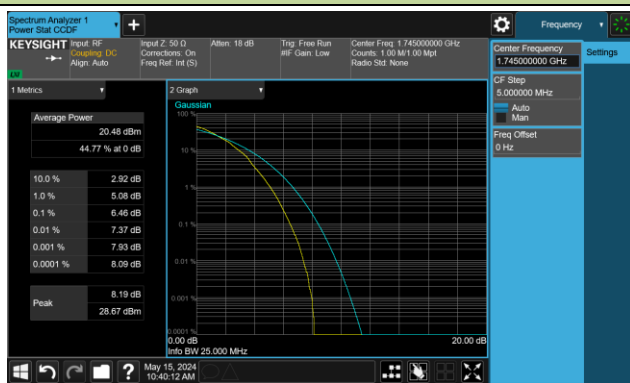 Spectrum Analyzer 1
Power Stat CCDF
Frequency
KEYSIGHT
Input: RF
Coupling: DC
Align: Auto
Input Z: 50 Ω
Corrections: On
Freq Ref: Int (S)
Atten: 18 dB
Trig: Free Run
#IF Gain: Low
Center Freq: 1.745000000 GHz
Counts: 1.00 M/1.00 Mpt
Radio Std: None
Center Frequency
1.745000000 GHz
Settings
CF Step
5.000000 MHz
Auto
Man
Freq Offset
0 Hz
1 Metrics
Average Power
20.48 dBm
44.77 % at 0 dB
10.0 % 2.92 dB
1.0 % 5.08 dB
0.1 % 6.46 dB
0.01 % 7.37 dB
0.001 % 7.93 dB
0.0001 % 8.09 dB
Peak 8.19 dB
28.67 dBm
2 Graph
Gaussian
100 %
10 %
1 %
0.1 %
0.01 %
0.001 %
0.0001 %
0.00 dB 20.00 dB
Info BW 25.000 MHz
?
May 15, 2024
10:40:12 AM